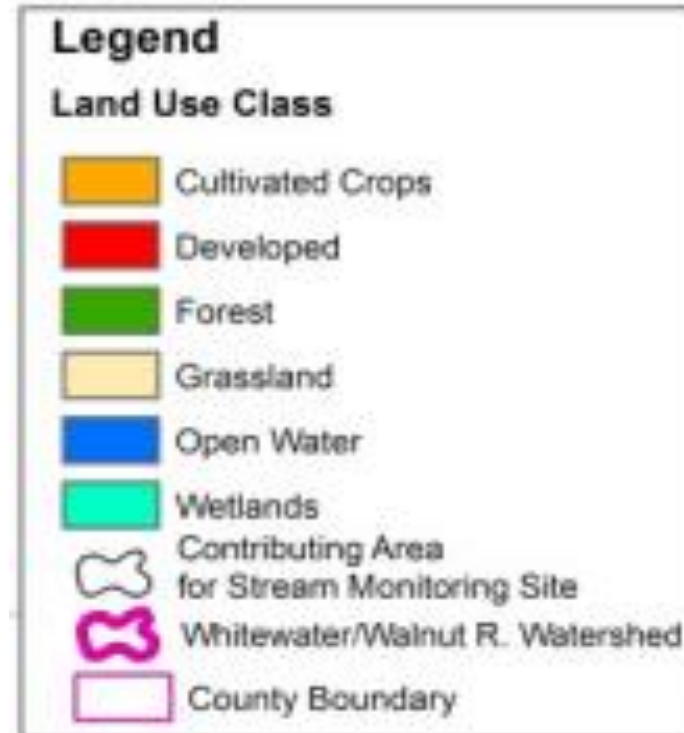 Legend
Land Use Class
Cultivated Crops
Developed
Forest
Grassland
Open Water
Wetlands
Contributing Area
for Stream Monitoring Site
Whitewater/Walnut R. Watershed
County Boundary